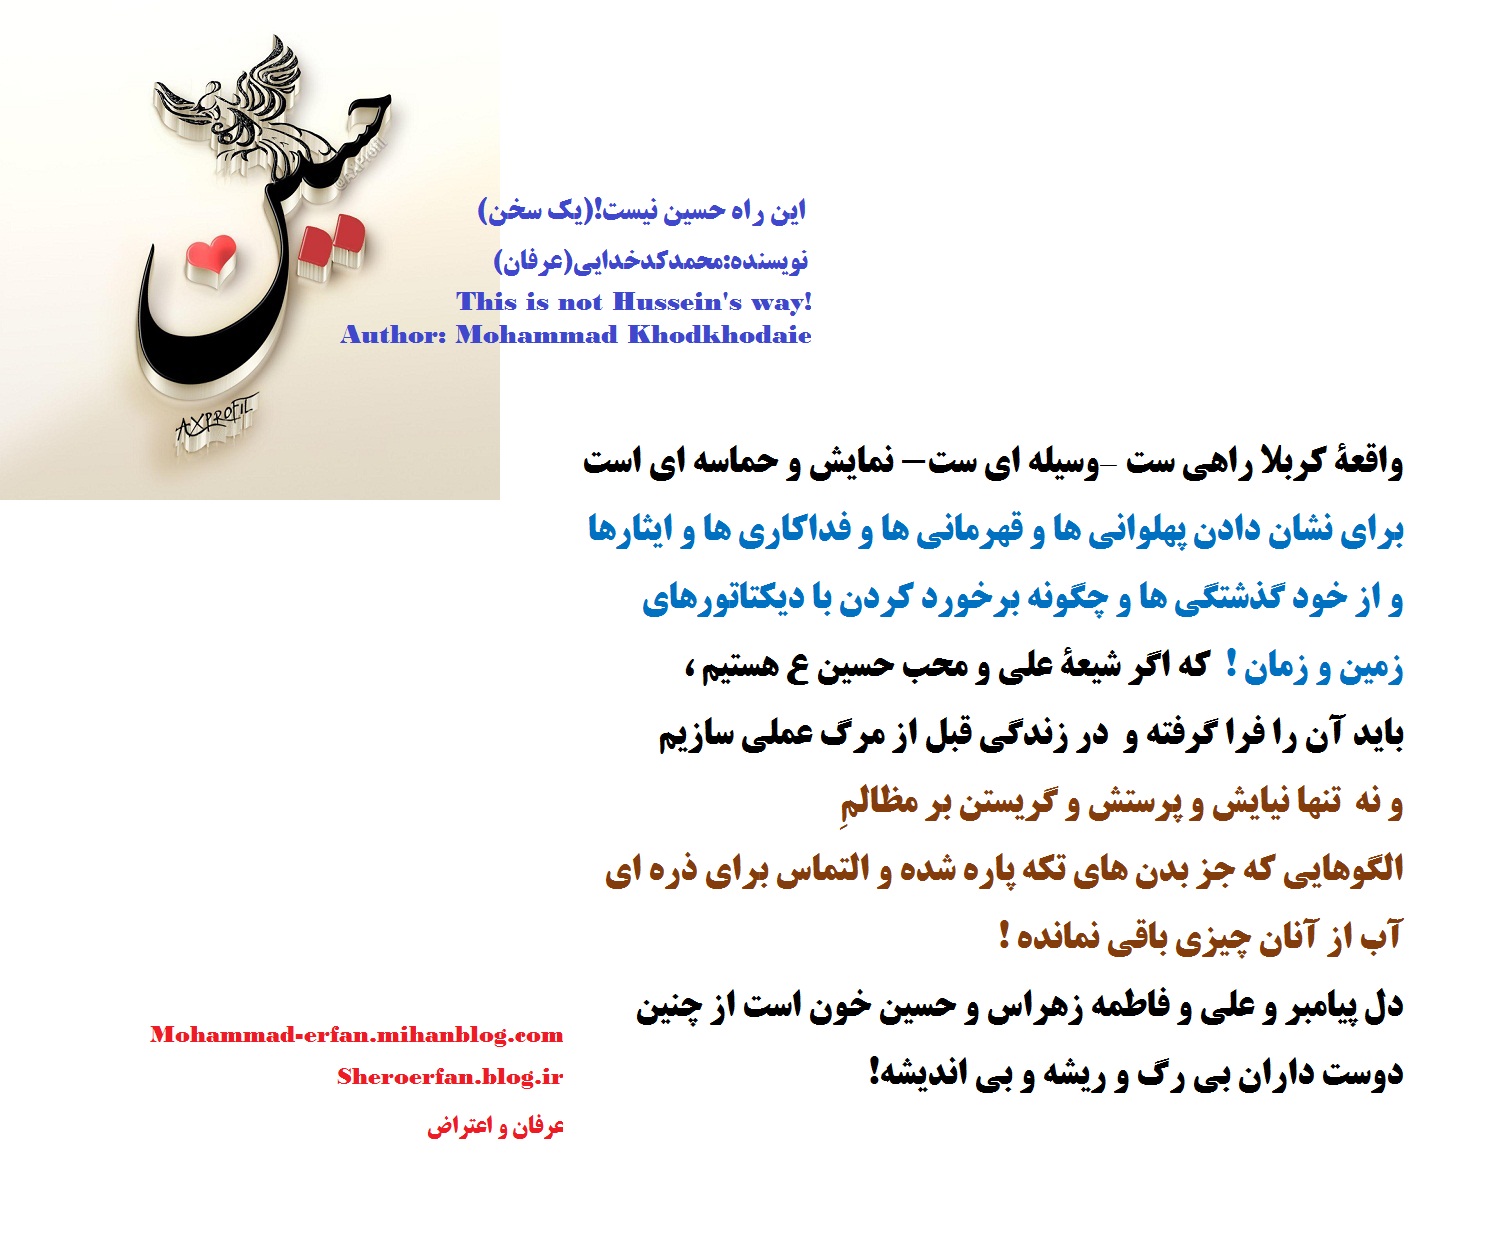 حسین
@AXProfil
AXPROFIL
این راه حسین نیست!(یک سخن)
نویسنده:محمدکدخدایی(عرفان)
This is not Hussein's way!
Author: Mohammad Khodkhodaie
واقعهٔ کربلا راهی ست –وسیله ای ست– نمایش و حماسه ای است
برای نشان دادن پهلوانی ها و قهرمانی ها و فداکاری ها و ایثارها
و از خود گذشتگی ها و چگونه برخورد کردن با دیکتاتورهای
زمین و زمان ! که اگر شیعهٔ علی و محب حسین ع هستیم ،
باید آن را فرا گرفته و در زندگی قبل از مرگ عملی سازیم
و نه تنها نیایش و پرستش و گریستن بر مظالمِ
الگوهایی که جز بدن های تکه پاره شده و التماس برای ذره ای
آب از آنان چیزی باقی نمانده !
دل پیامبر و علی و فاطمه زهراس و حسین خون است از چنین
دوست داران بی رگ و ریشه و بی اندیشه!
Mohammad-erfan.mihanblog.com
Sheroerfan.blog.ir
عرفان و اعتراض